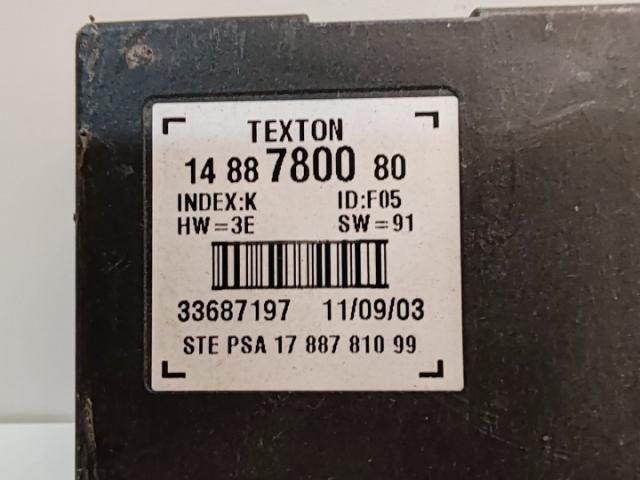 TEXTON
14 88 7800 80
INDEX:K ID:F05
HW=3E SW=91
33687197 11/09/03
STE PSA 17 887 810 99